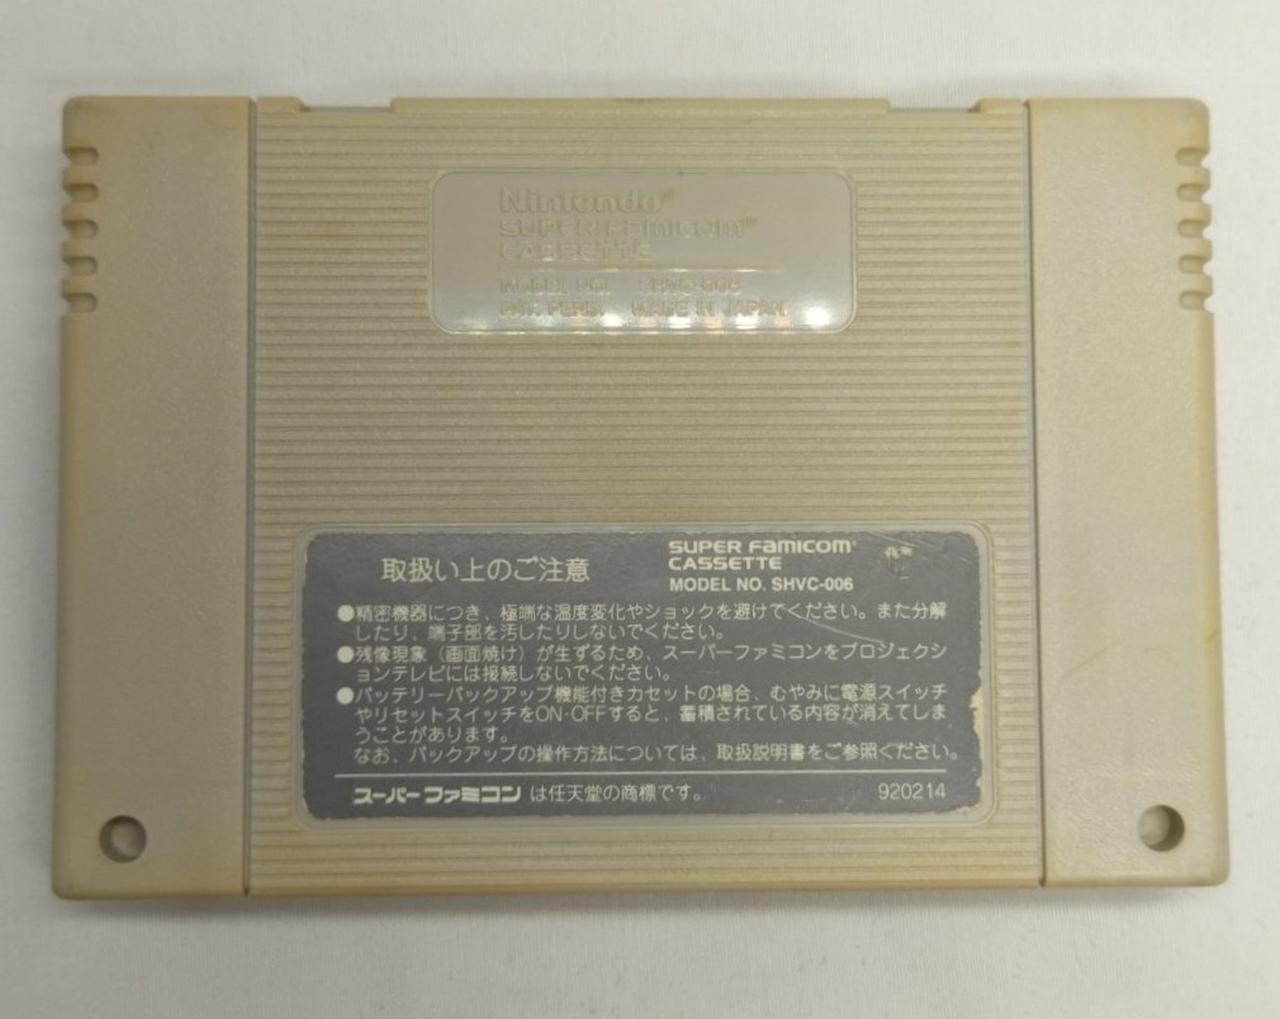 Nintendo®
SUPER Famicom™
CASSETTE
MODEL NO. SHVC-006
PAT. PEND. MADE IN JAPAN
取扱い上のご注意
SUPER Famicom®
CASSETTE
MODEL NO. SHVC-006
●精密機器につき、極端な温度変化やショックを避けてください。また分解
したり、端子部を汚したりしないでください。
●残像現象（画面焼け）が生ずるため、スーパーファミコンをプロジェクシ
ョンテレビには接続しないでください。
●バッテリーバックアップ機能付きカセットの場合、むやみに電源スイッチ
やリセットスイッチをON-OFFすると、蓄積されている内容が消えてしま
うことがあります。
なお、バックアップの操作方法については、取扱説明書をご参照ください。
スーパーファミコン は任天堂の商標です。
920214